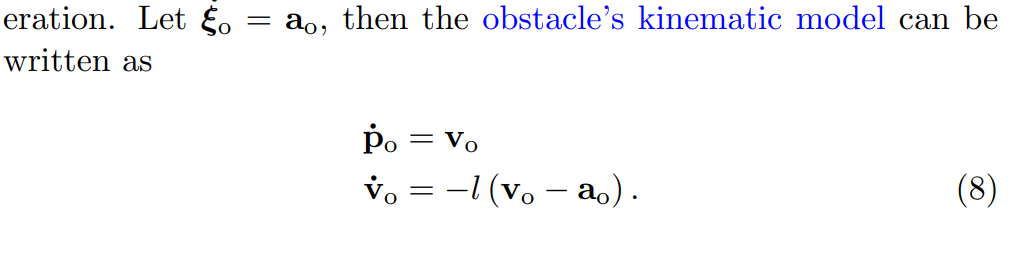 eration. Let ξ̇ₒ = aₒ, then the obstacle's kinematic model can be
written as
ṗₒ = vₒ
v̇ₒ = −l (vₒ − aₒ) . (8)